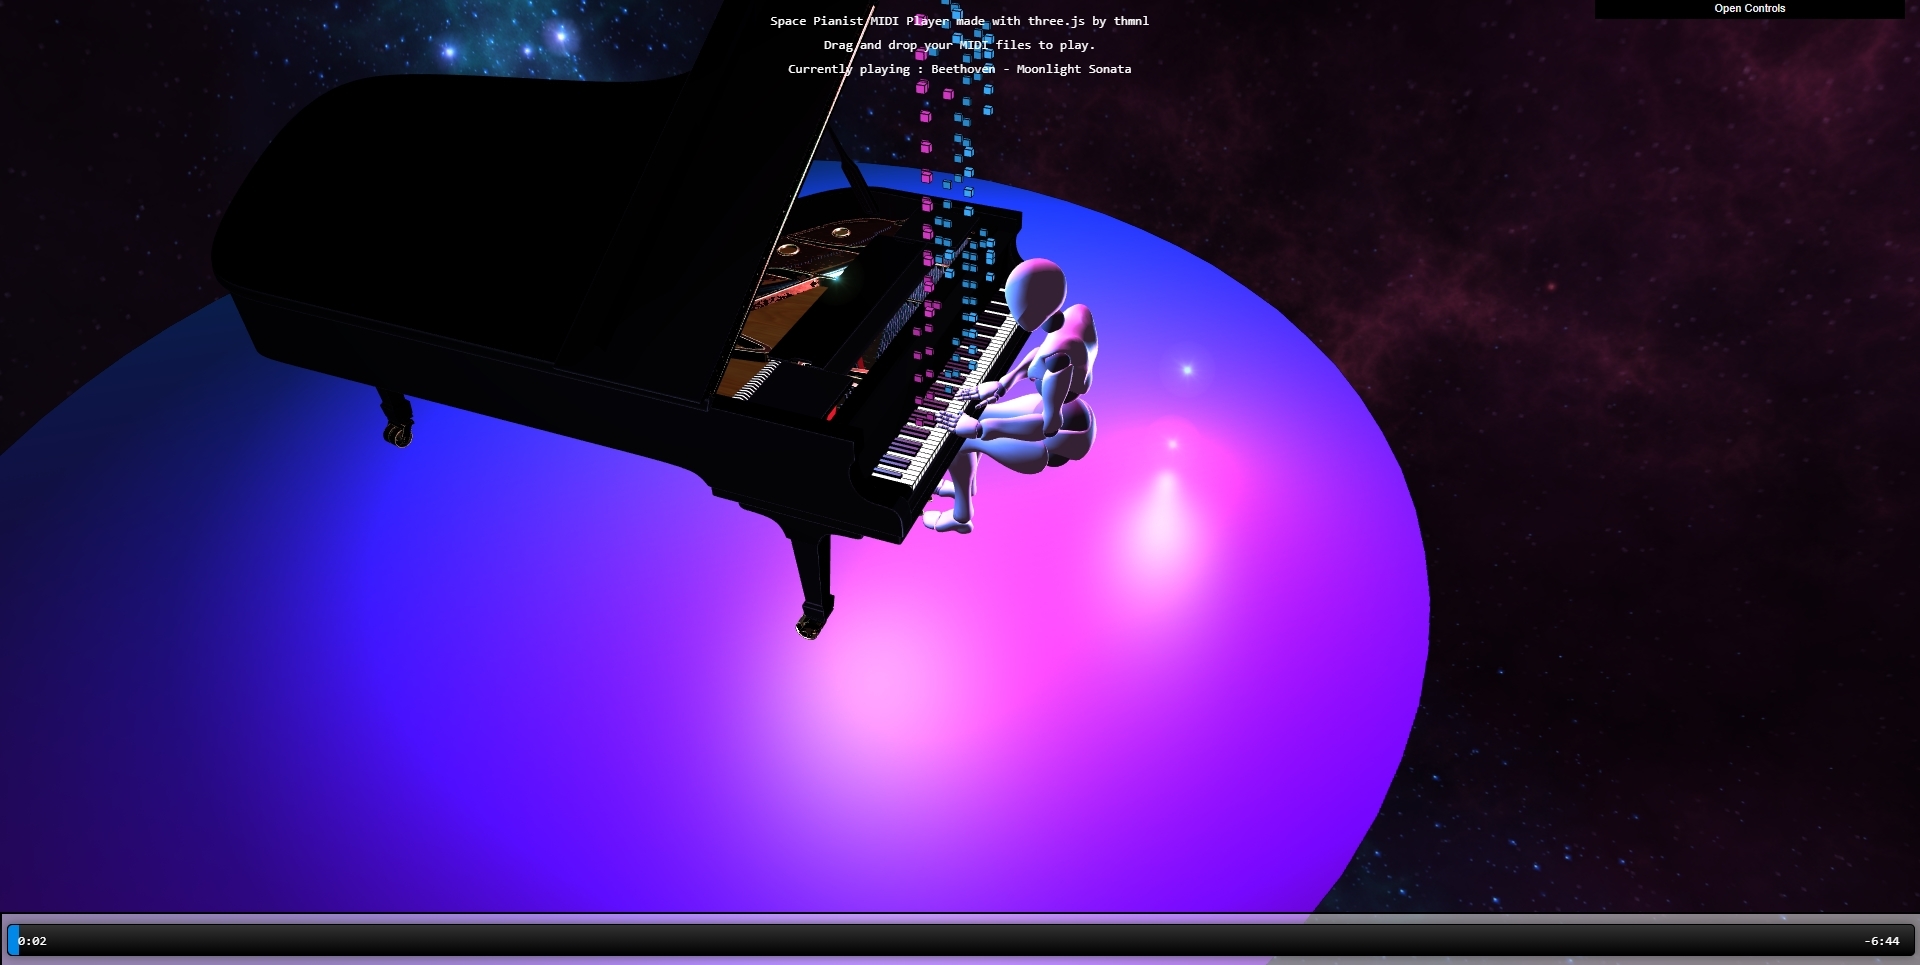 Space Pianist MIDI Player made with three.js by thmnl
Drag and drop your MIDI files to play.
Currently playing : Beethoven - Moonlight Sonata
Open Controls
0:02
-6:44